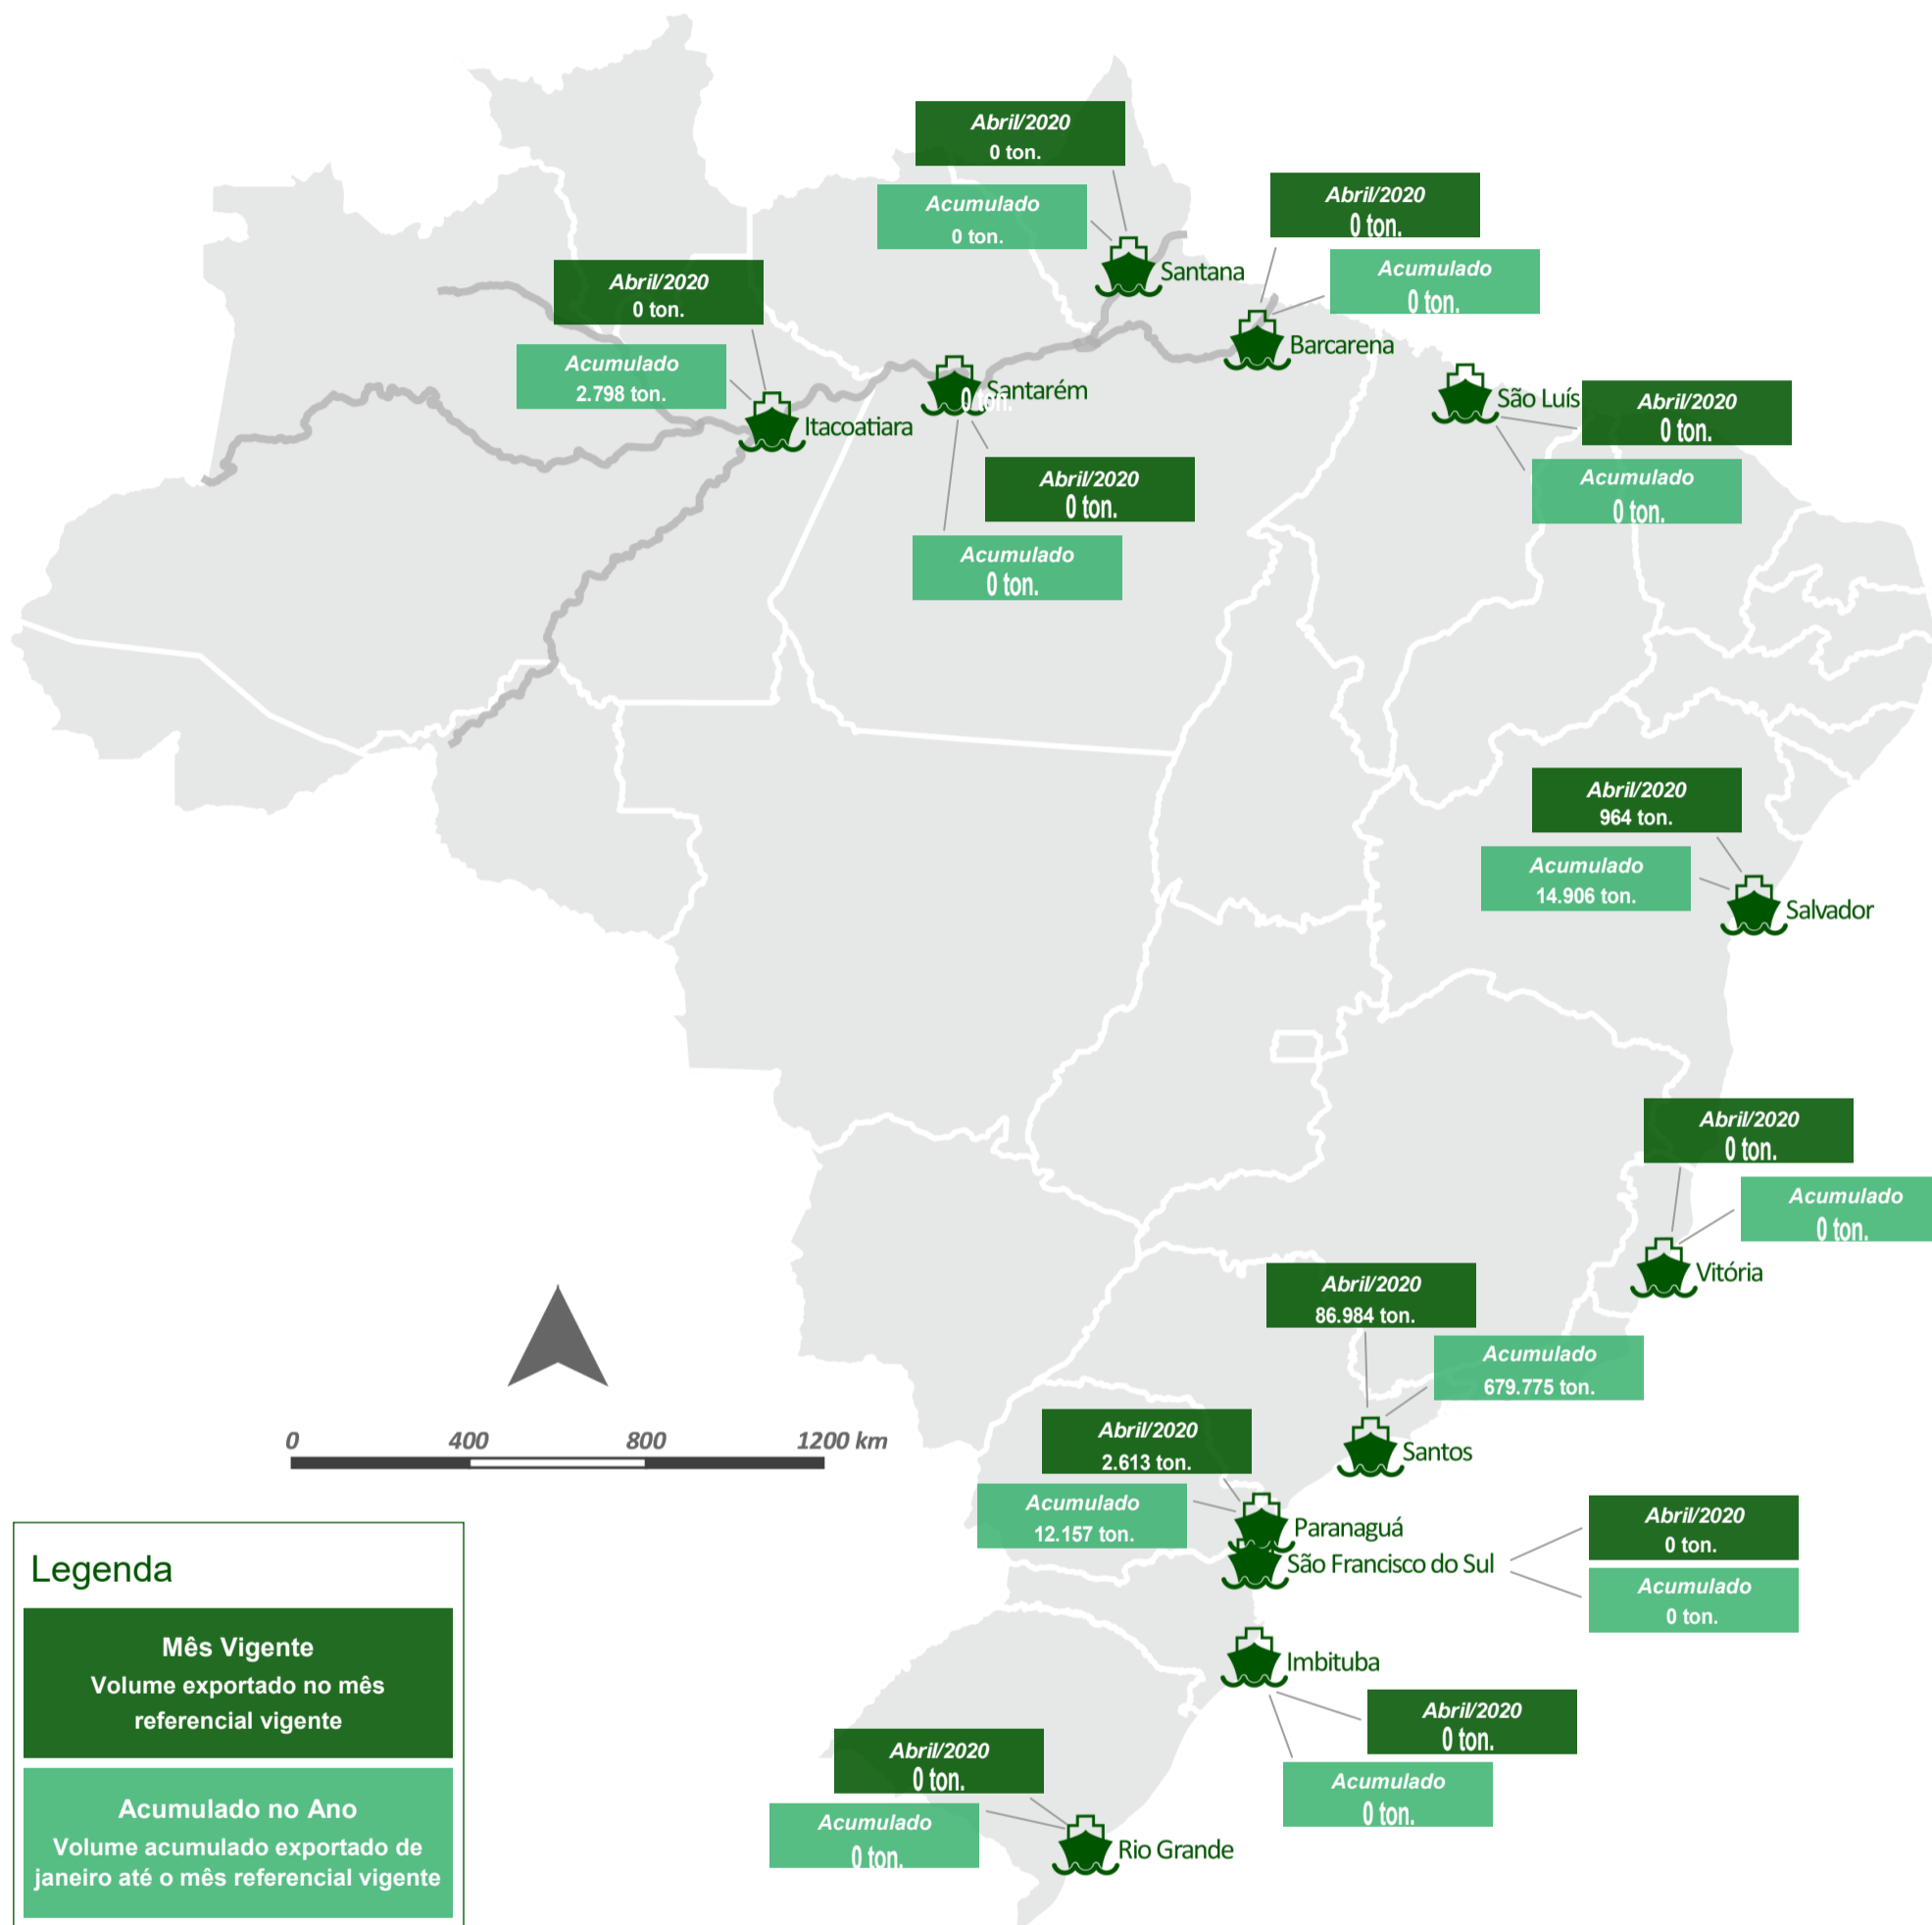 Abril/2020
0 ton.
Acumulado
0 ton.
Santana
Abril/2020
0 ton.
Acumulado
0 ton.
Barcarena
Abril/2020
0 ton.
Acumulado
2.798 ton.
Itacoatiara
Santarém
0 ton.
Abril/2020
0 ton.
Acumulado
0 ton.
São Luís
Abril/2020
0 ton.
Acumulado
0 ton.
Abril/2020
964 ton.
Acumulado
14.906 ton.
Salvador
Abril/2020
0 ton.
Acumulado
0 ton.
Vitória
Abril/2020
86.984 ton.
Acumulado
679.775 ton.
Santos
Abril/2020
2.613 ton.
Acumulado
12.157 ton.
Paranaguá
São Francisco do Sul
Abril/2020
0 ton.
Acumulado
0 ton.
Imbituba
Abril/2020
0 ton.
Acumulado
0 ton.
Abril/2020
0 ton.
Acumulado
0 ton.
Rio Grande
0 400 800 1200 km
Legenda
Mês Vigente
Volume exportado no mês
referencial vigente
Acumulado no Ano
Volume acumulado exportado de
janeiro até o mês referencial vigente